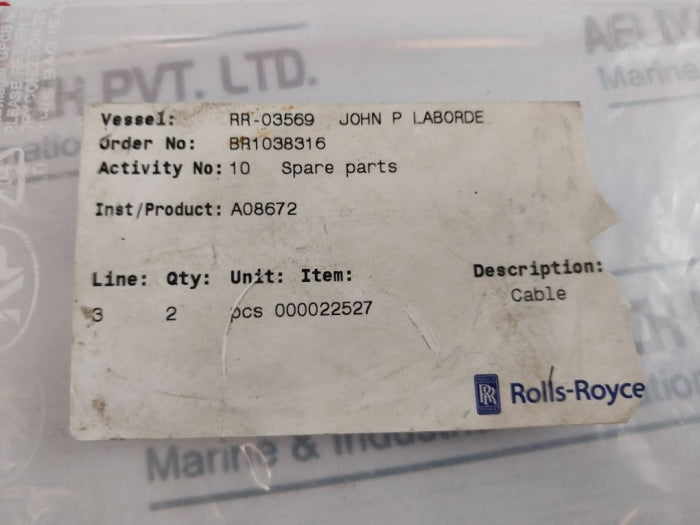 PVT. LTD.
Marine
Vessel: RR-03569 JOHN P LABORDE
Order No: BR1038316
Activity No: 10 Spare parts
Inst/Product: A08672
Line: Qty: Unit: Item: Description:
3 2 pcs 000022527 Cable
RR Rolls-Royce
Marine &